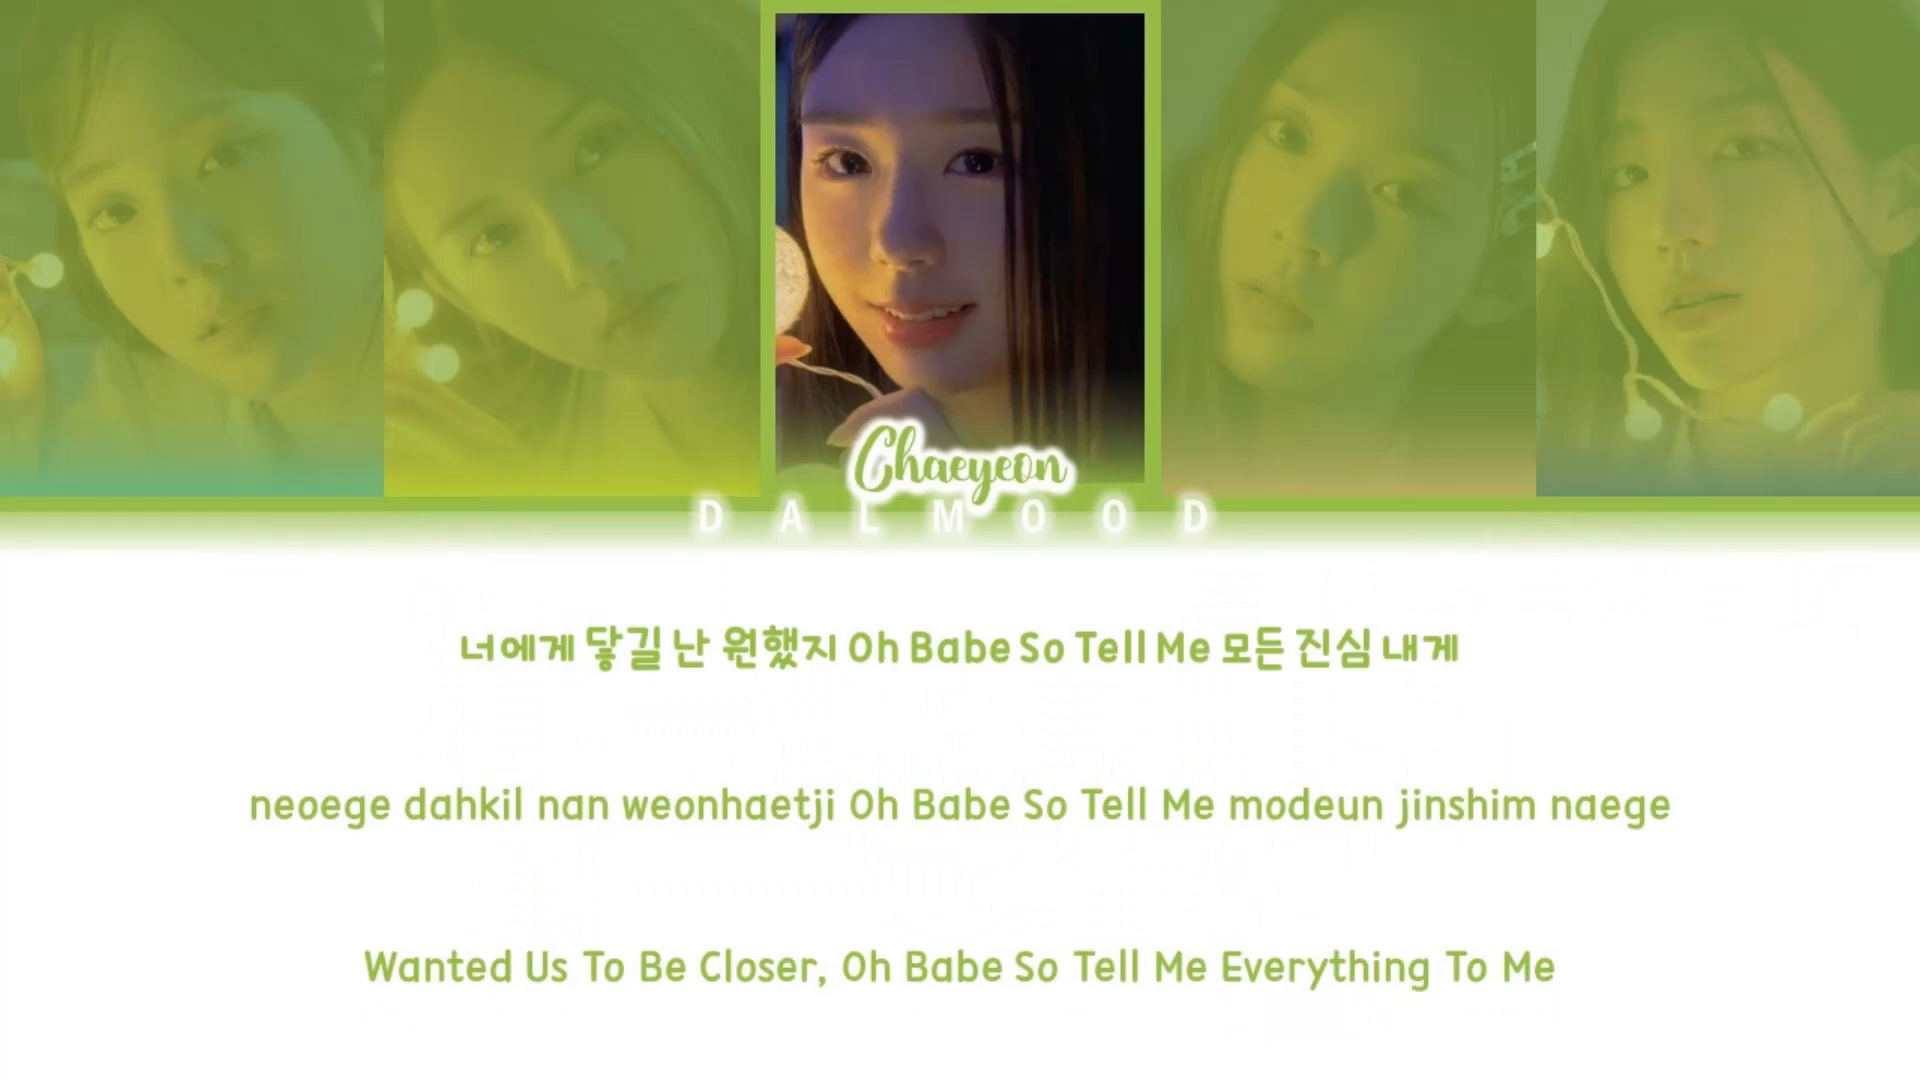 Chaeyeon
DALMOOD
너에게 닿길 난 원했지 Oh Babe So Tell Me 모든 진심 내게
neoege dahkil nan weonhaetji Oh Babe So Tell Me modeun jinshim naege
Wanted Us To Be Closer, Oh Babe So Tell Me Everything To Me